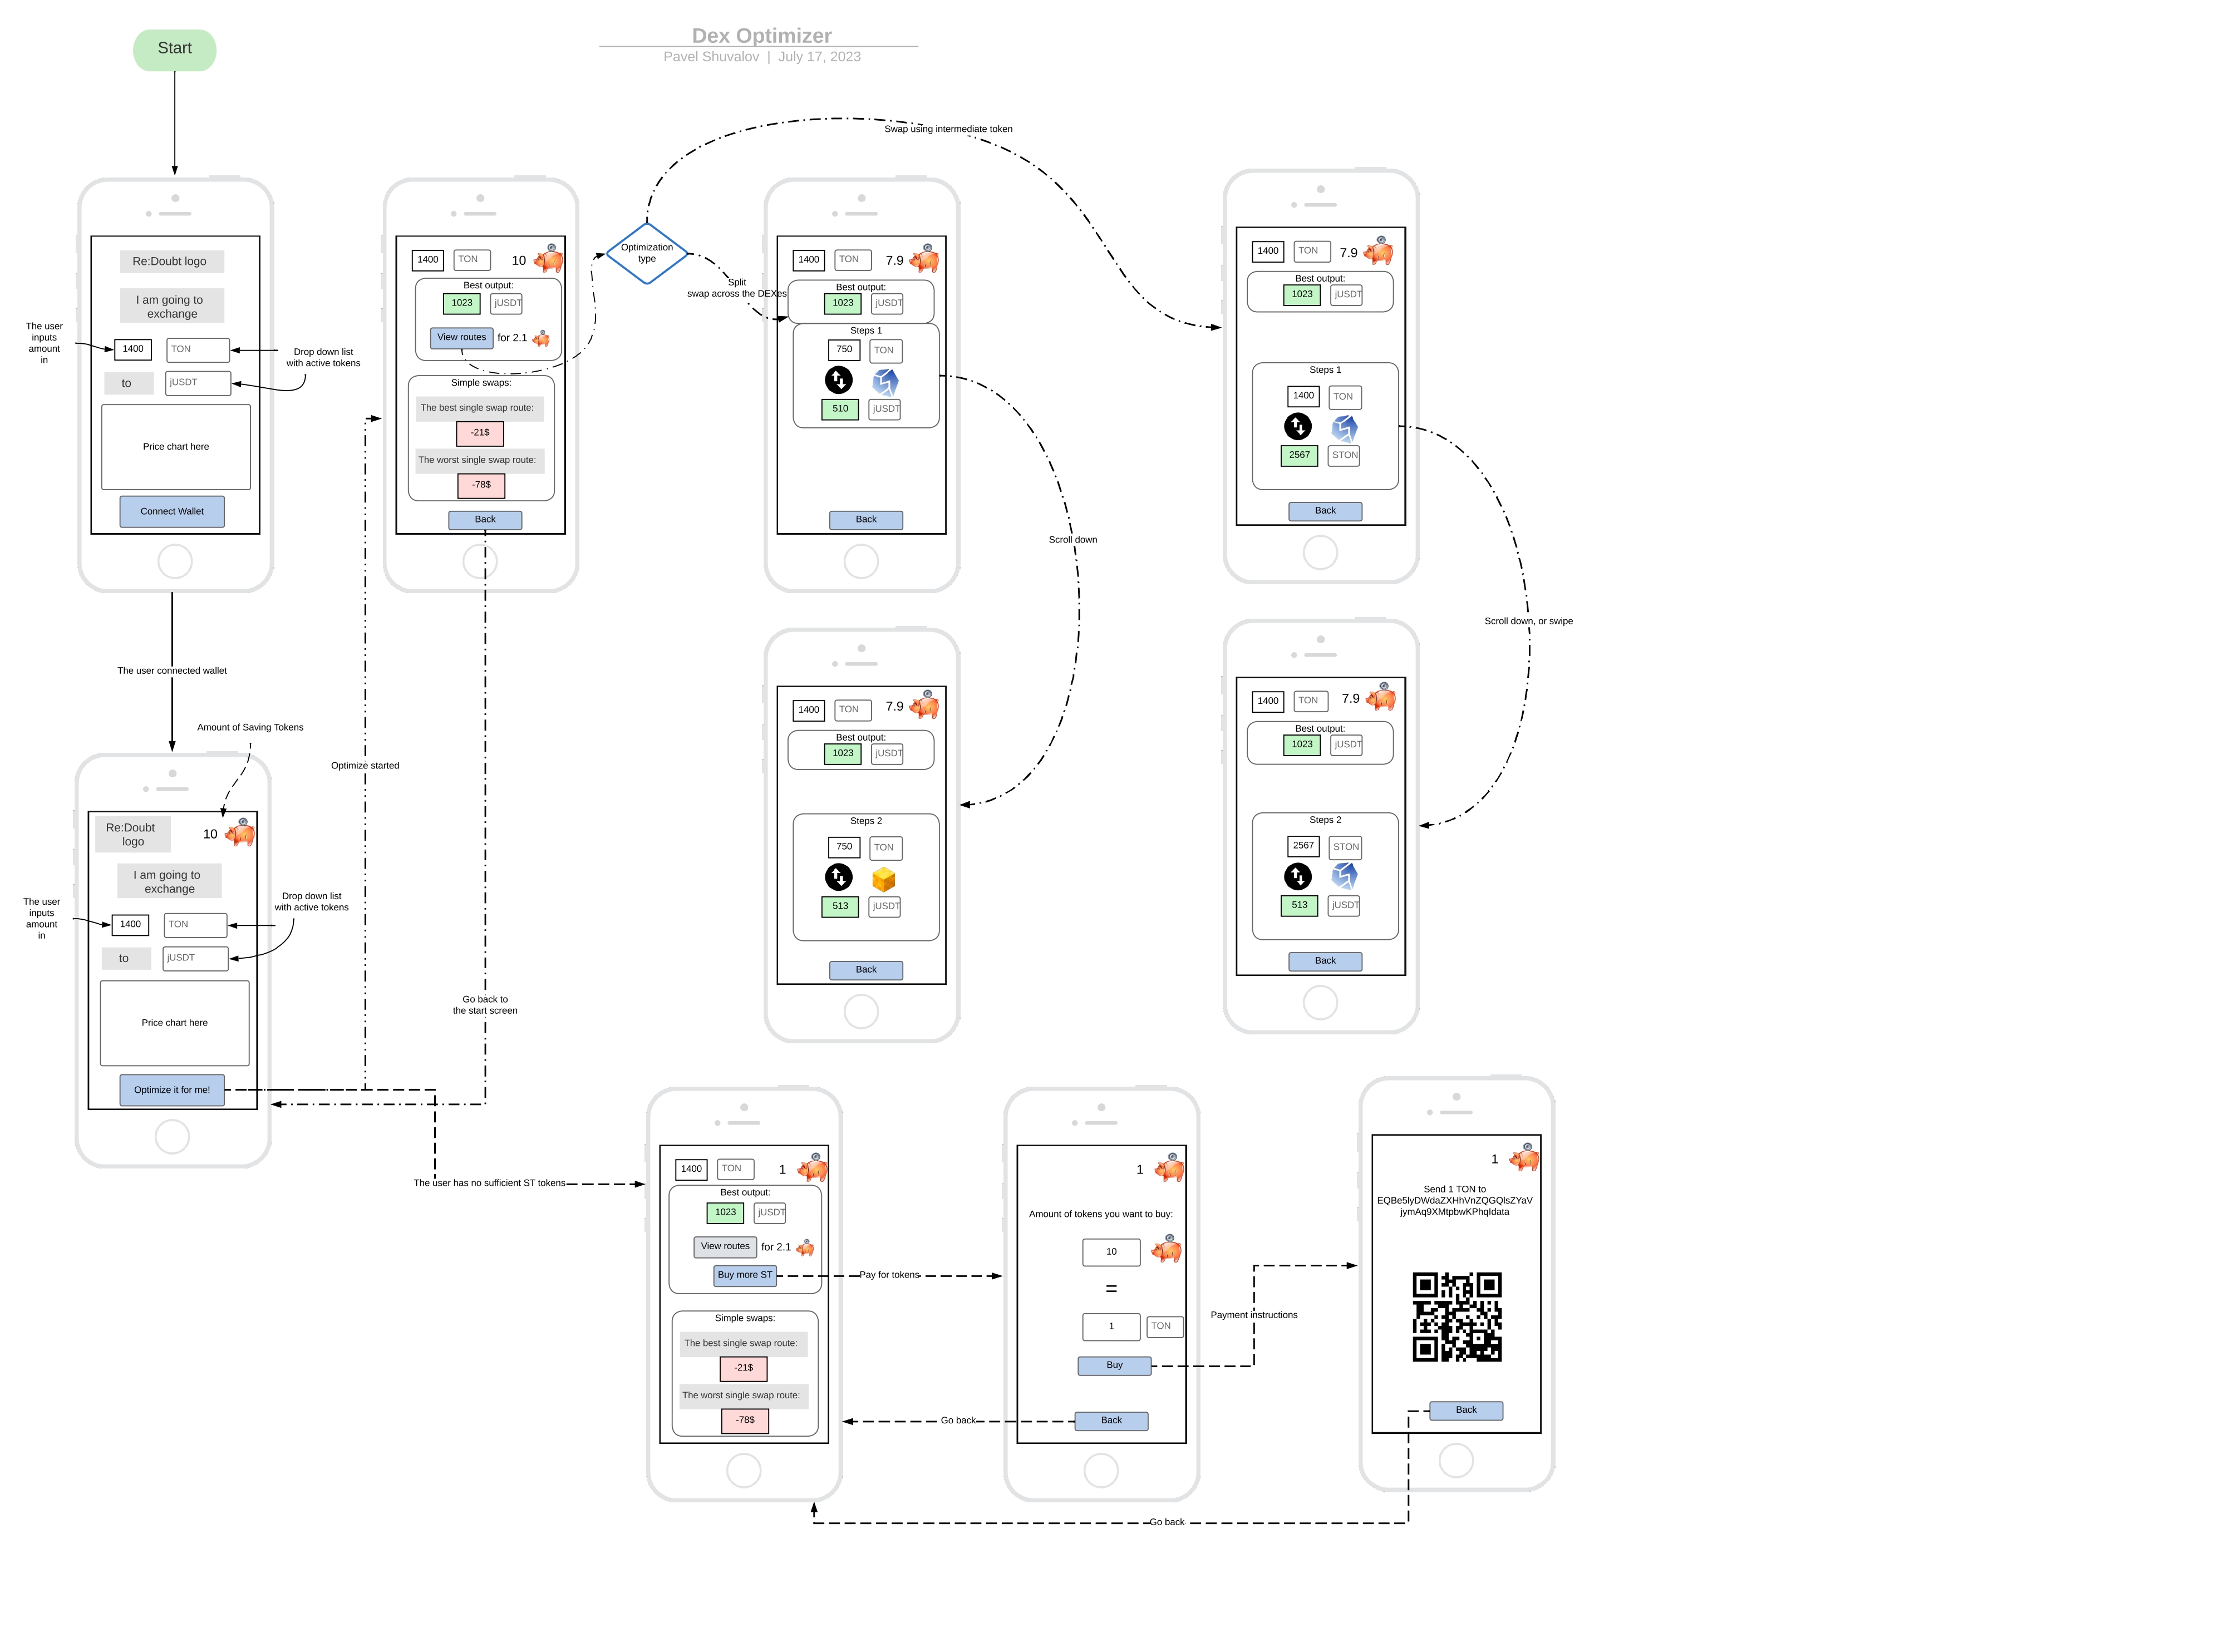 Dex Optimizer
Pavel Shuvalov | July 17, 2023
Start
Swap using intermediate token
Re:Doubt logo
I am going to
exchange
The user
inputs
amount
in
1400
TON
Drop down list
with active tokens
to
jUSDT
Price chart here
Connect Wallet
1400
TON
10
Best output:
1023
jUSDT
View routes
for 2.1
Simple swaps:
The best single swap route:
-21$
The worst single swap route:
-78$
Back
Optimization
type
Split
swap across the DEXes
1400
TON
7.9
Best output:
1023
jUSDT
Steps 1
750
TON
510
jUSDT
Back
Scroll down
1400
TON
7.9
Best output:
1023
jUSDT
Steps 1
1400
TON
2567
STON
Back
Scroll down, or swipe
The user connected wallet
Amount of Saving Tokens
Optimize started
Re:Doubt
logo
10
I am going to
exchange
The user
inputs
amount
in
1400
TON
Drop down list
with active tokens
to
jUSDT
Price chart here
Optimize it for me!
Go back to
the start screen
1400
TON
7.9
Best output:
1023
jUSDT
Steps 2
750
TON
513
jUSDT
Back
1400
TON
7.9
Best output:
1023
jUSDT
Steps 2
2567
STON
513
jUSDT
Back
The user has no sufficient ST tokens
1400
TON
1
Best output:
1023
jUSDT
View routes
for 2.1
Buy more ST
Simple swaps:
The best single swap route:
-21$
The worst single swap route:
-78$
Pay for tokens
1
Amount of tokens you want to buy:
10
=
1
TON
Buy
Back
Go back
Payment instructions
1
Send 1 TON to
EQBe5lyDWdaZXHhVnZQGQlsZYaV
jymAq9XMtpbwKPhqIdata
Back
Go back